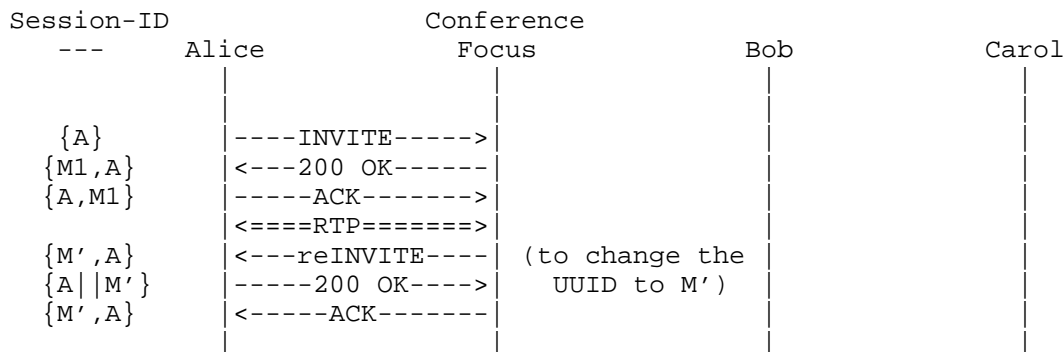 Session-ID Conference
--- Alice Focus Bob Carol
{A} |----INVITE----->|
{M1,A} |<---200 OK------|
{A,M1} |-----ACK------->|
|<====RTP=======>|
{M’,A} |<---reINVITE----| (to change the
{A||M’} |-----200 OK---->| UUID to M’)
{M’,A} |<-----ACK-------|